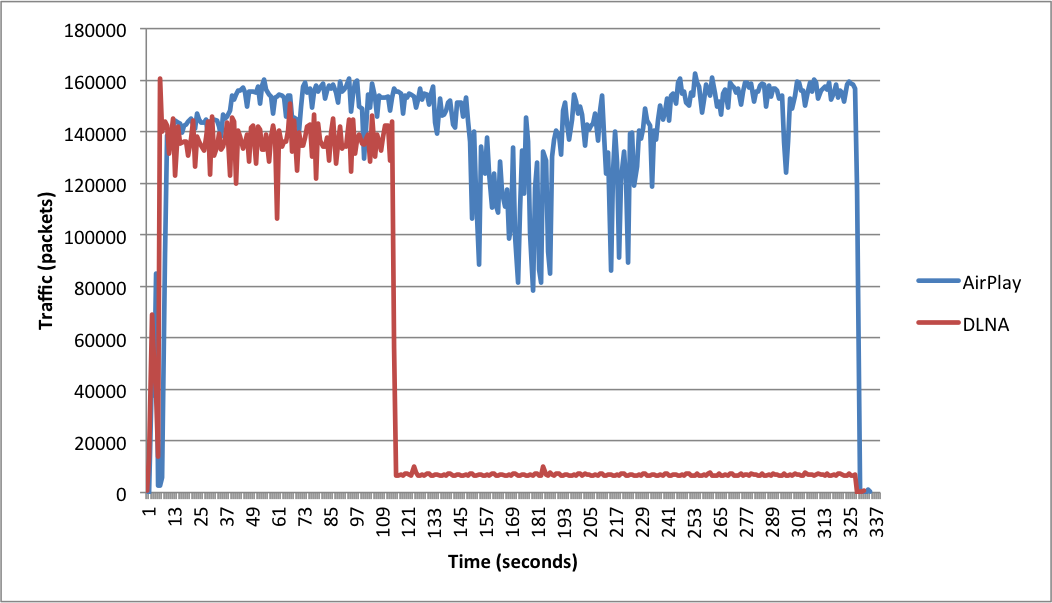 180000
160000
140000
120000
100000
80000
60000
40000
20000
0
Traffic (packets)
1 13 25 37 49 61 73 85 97 109 121 133 145 157 169 181 193 205 217 229 241 253 265 277 289 301 313 325 337
Time (seconds)
AirPlay
DLNA